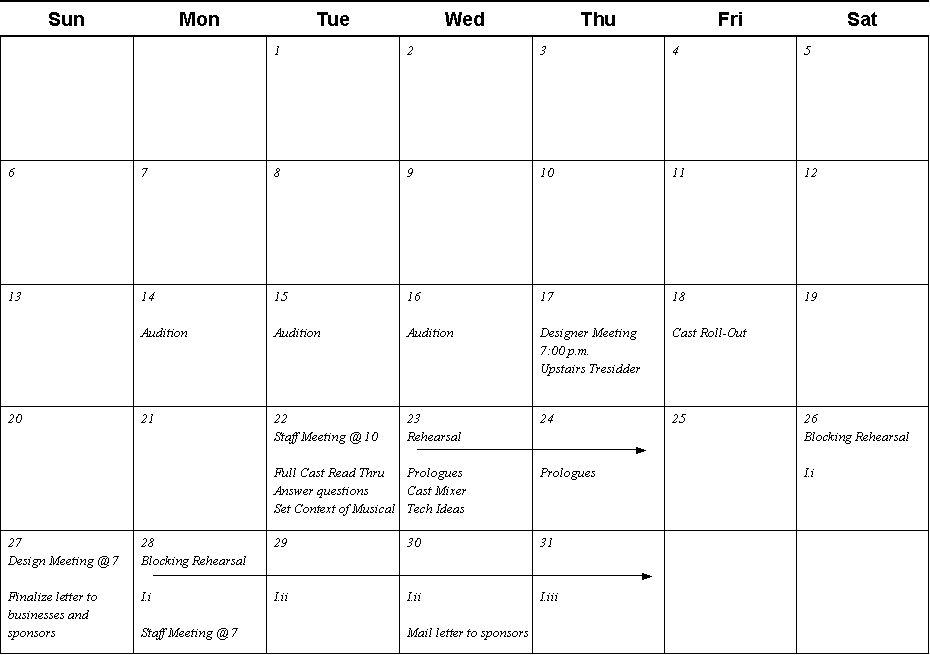 Sun Mon Tue Wed Thu Fri Sat
1 2 3 4 5
6 7 8 9 10 11 12
13 14 15 16 17 18 19
Audition Audition Audition Designer Meeting Cast Roll-Out
7:00 p.m.
Upstairs Tresidder
20 21 22 23 24 25 26
Staff Meeting @ 10 Rehearsal Blocking Rehearsal
Full Cast Read Thru Prologues Prologues I.i
Answer questions Cast Mixer
Set Context of Musical Tech Ideas
27 28 29 30 31
Design Meeting @ 7 Blocking Rehearsal
Finalize letter to I.i I.ii I.ii I.iii
businesses and
sponsors Staff Meeting @ 7 Mail letter to sponsors